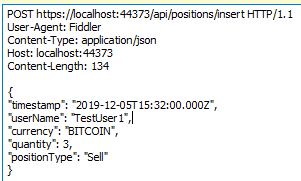 POST https://localhost:44373/api/positions/insert HTTP/1.1
User-Agent: Fiddler
Content-Type: application/json
Host: localhost:44373
Content-Length: 134

{
"timestamp": "2019-12-05T15:32:00.000Z",
"userName": "TestUser1",
"currency": "BITCOIN",
"quantity": 3,
"positionType": "Sell"
}